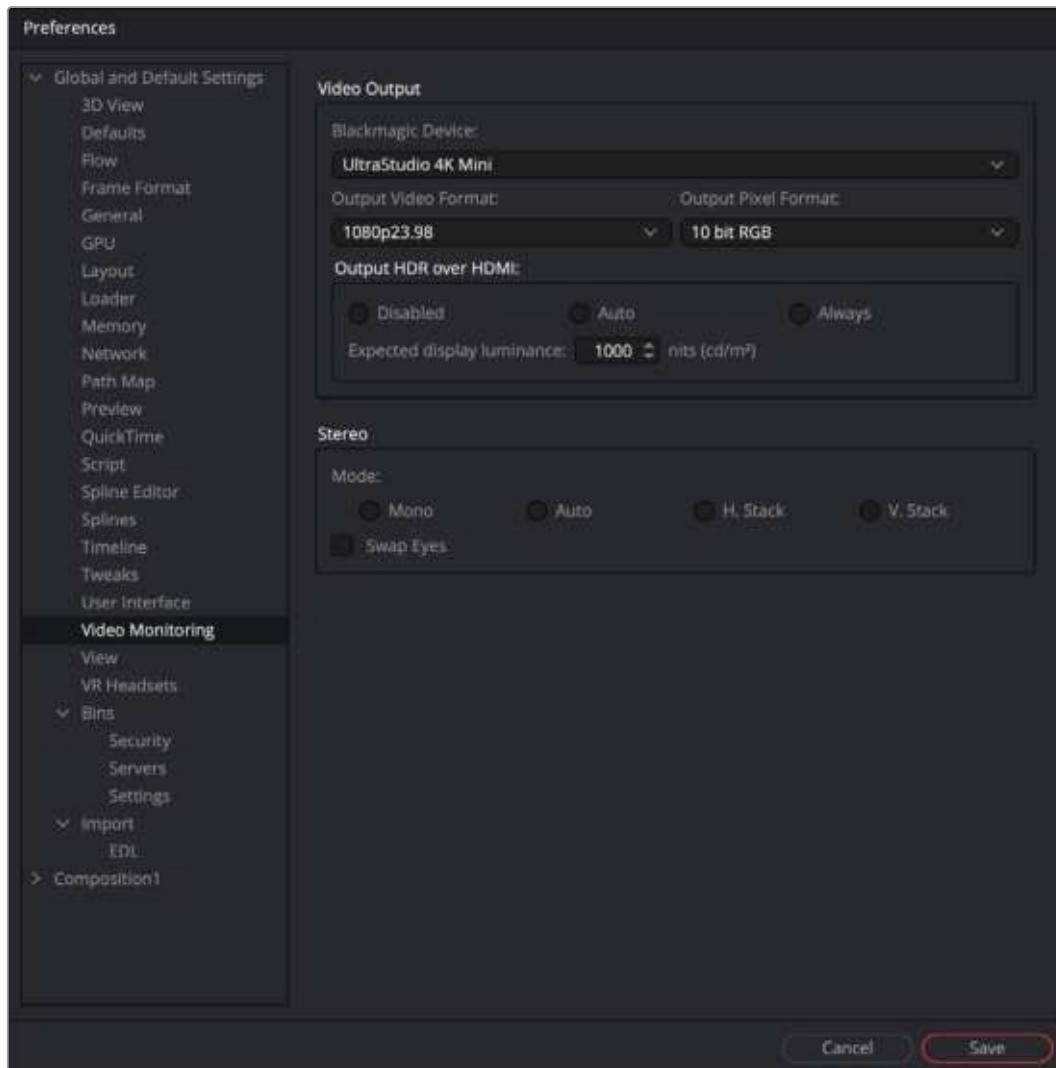 Preferences
Global and Default Settings
3D View
Defaults
Flow
Frame Format
General
GPU
Layout
Loader
Memory
Network
Path Map
Preview
QuickTime
Script
Spline Editor
Splines
Timeline
Tweaks
User Interface
Video Monitoring
View
VR Headsets
Bins
Security
Servers
Settings
Import
EDL
Composition1
Video Output
Blackmagic Device:
UltraStudio 4K Mini
Output Video Format: Output Pixel Format:
1080p23.98 10 bit RGB
Output HDR over HDMI:
Disabled Auto Always
Expected display luminance: 1000 nits (cd/m²)
Stereo
Mode:
Mono Auto H. Stack V. Stack
Swap Eyes
Cancel Save